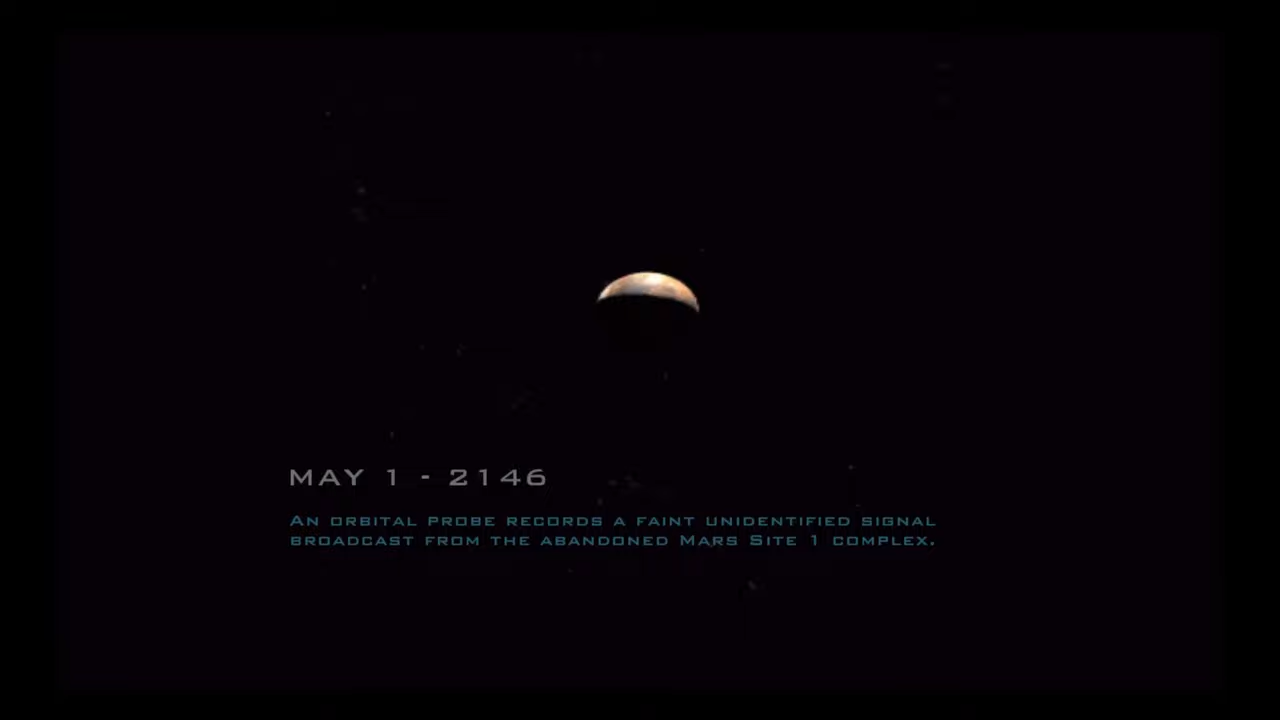 MAY 1 - 2146
An orbital probe records a faint unidentified signal
broadcast from the abandoned Mars Site 1 complex.